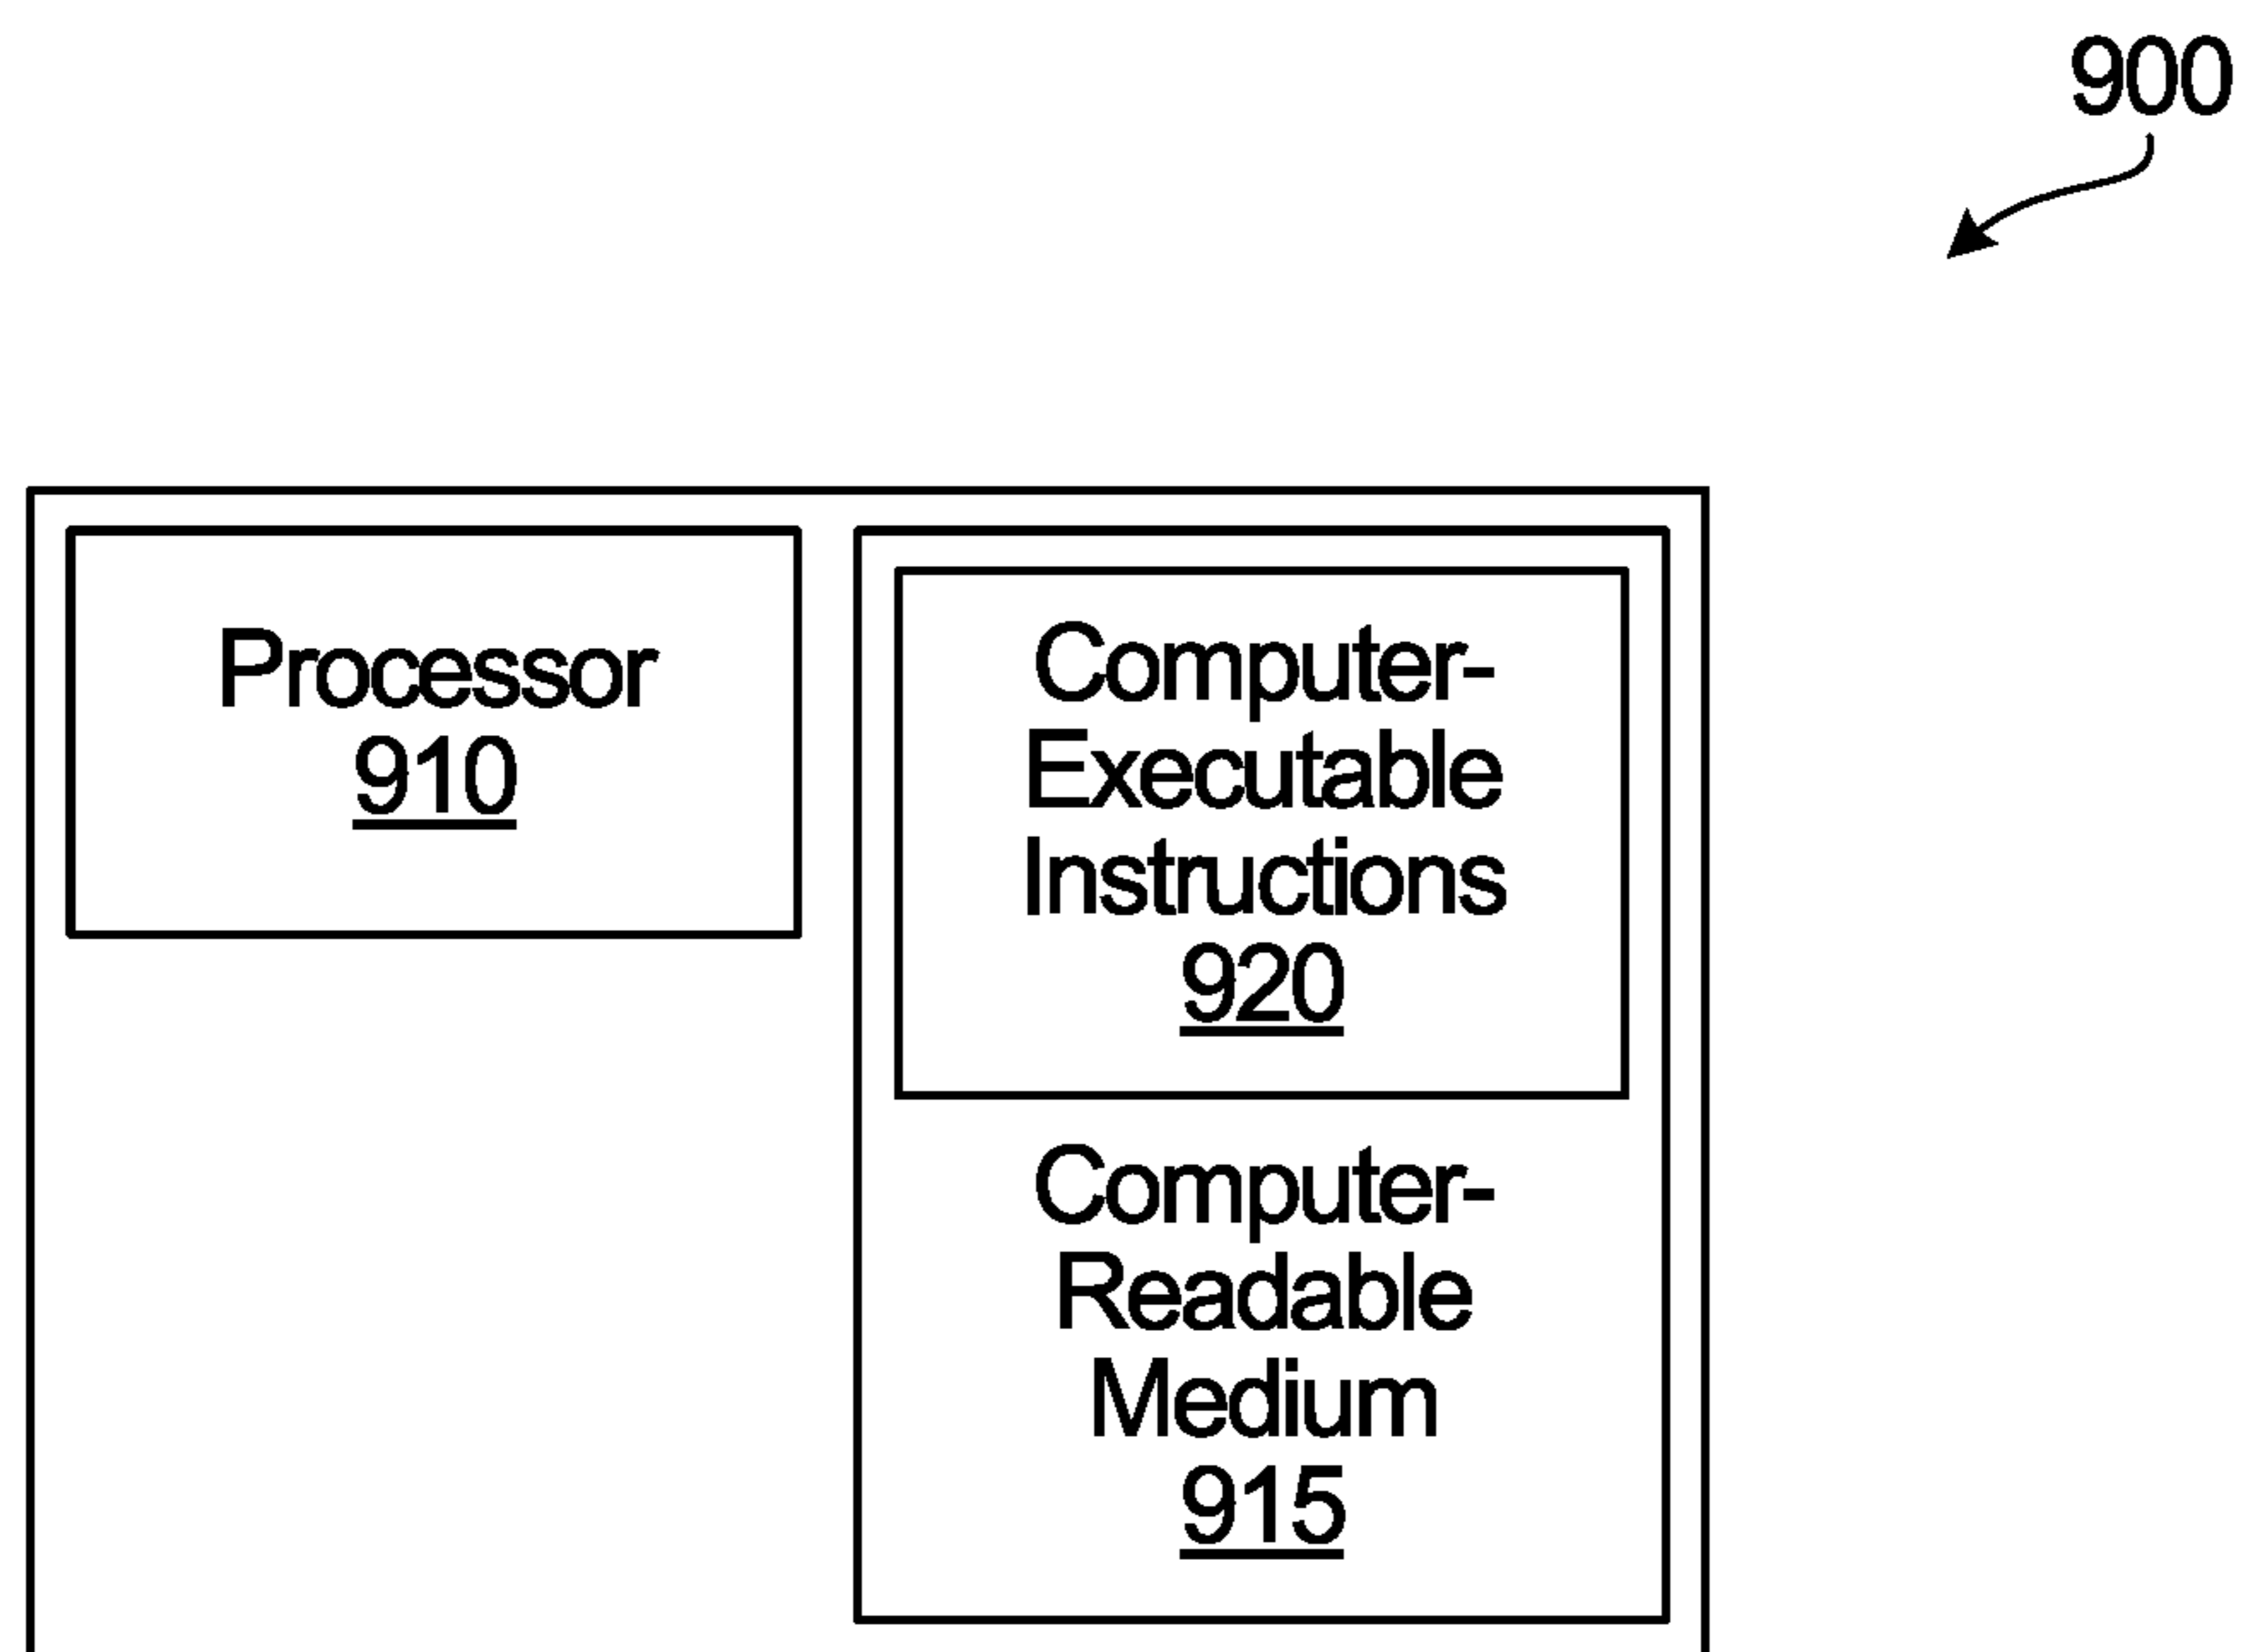 900
Processor
910
Computer-
Executable
Instructions
920
Computer-
Readable
Medium
915